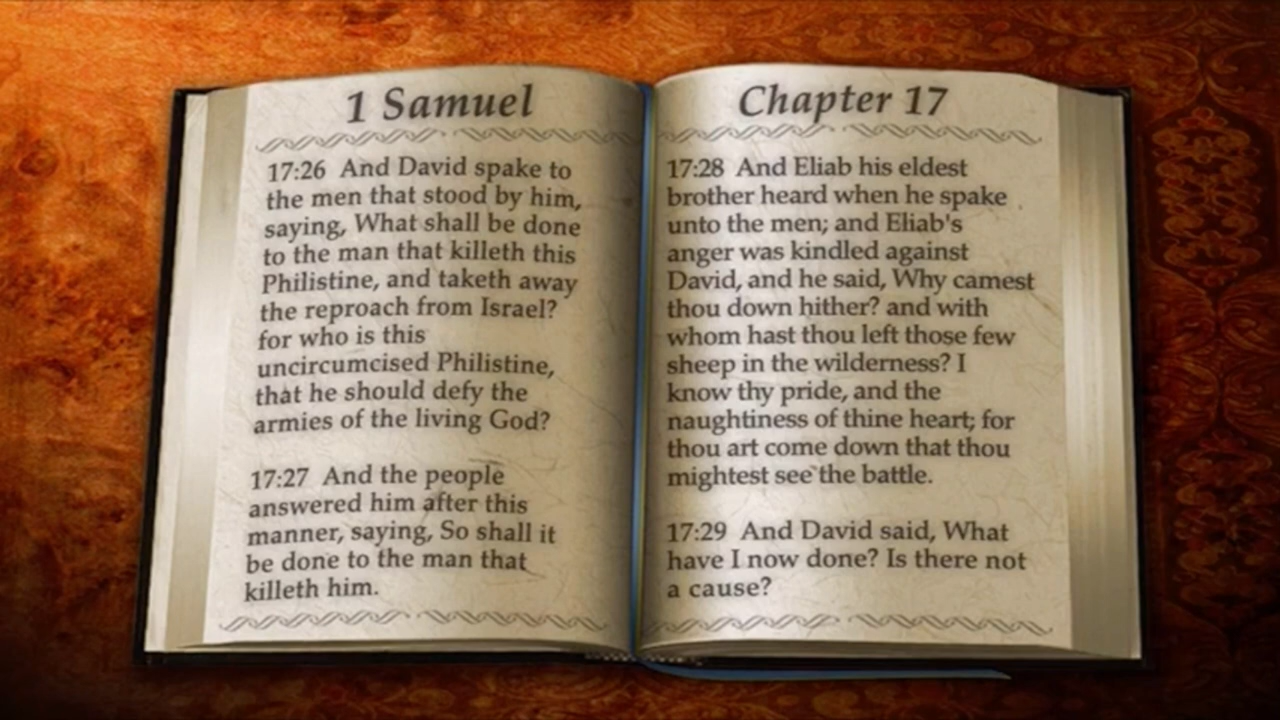 1 Samuel
17:26 And David spake to
the men that stood by him,
saying, What shall be done
to the man that killeth this
Philistine, and taketh away
the reproach from Israel?
for who is this
uncircumcised Philistine,
that he should defy the
armies of the living God?
17:27 And the people
answered him after this
manner, saying, So shall it
be done to the man that
killeth him.
Chapter 17
17:28 And Eliab his eldest
brother heard when he spake
unto the men; and Eliab's
anger was kindled against
David, and he said, Why camest
thou down hither? and with
whom hast thou left those few
sheep in the wilderness? I
know thy pride, and the
naughtiness of thine heart; for
thou art come down that thou
mightest see the battle.
17:29 And David said, What
have I now done? Is there not
a cause?